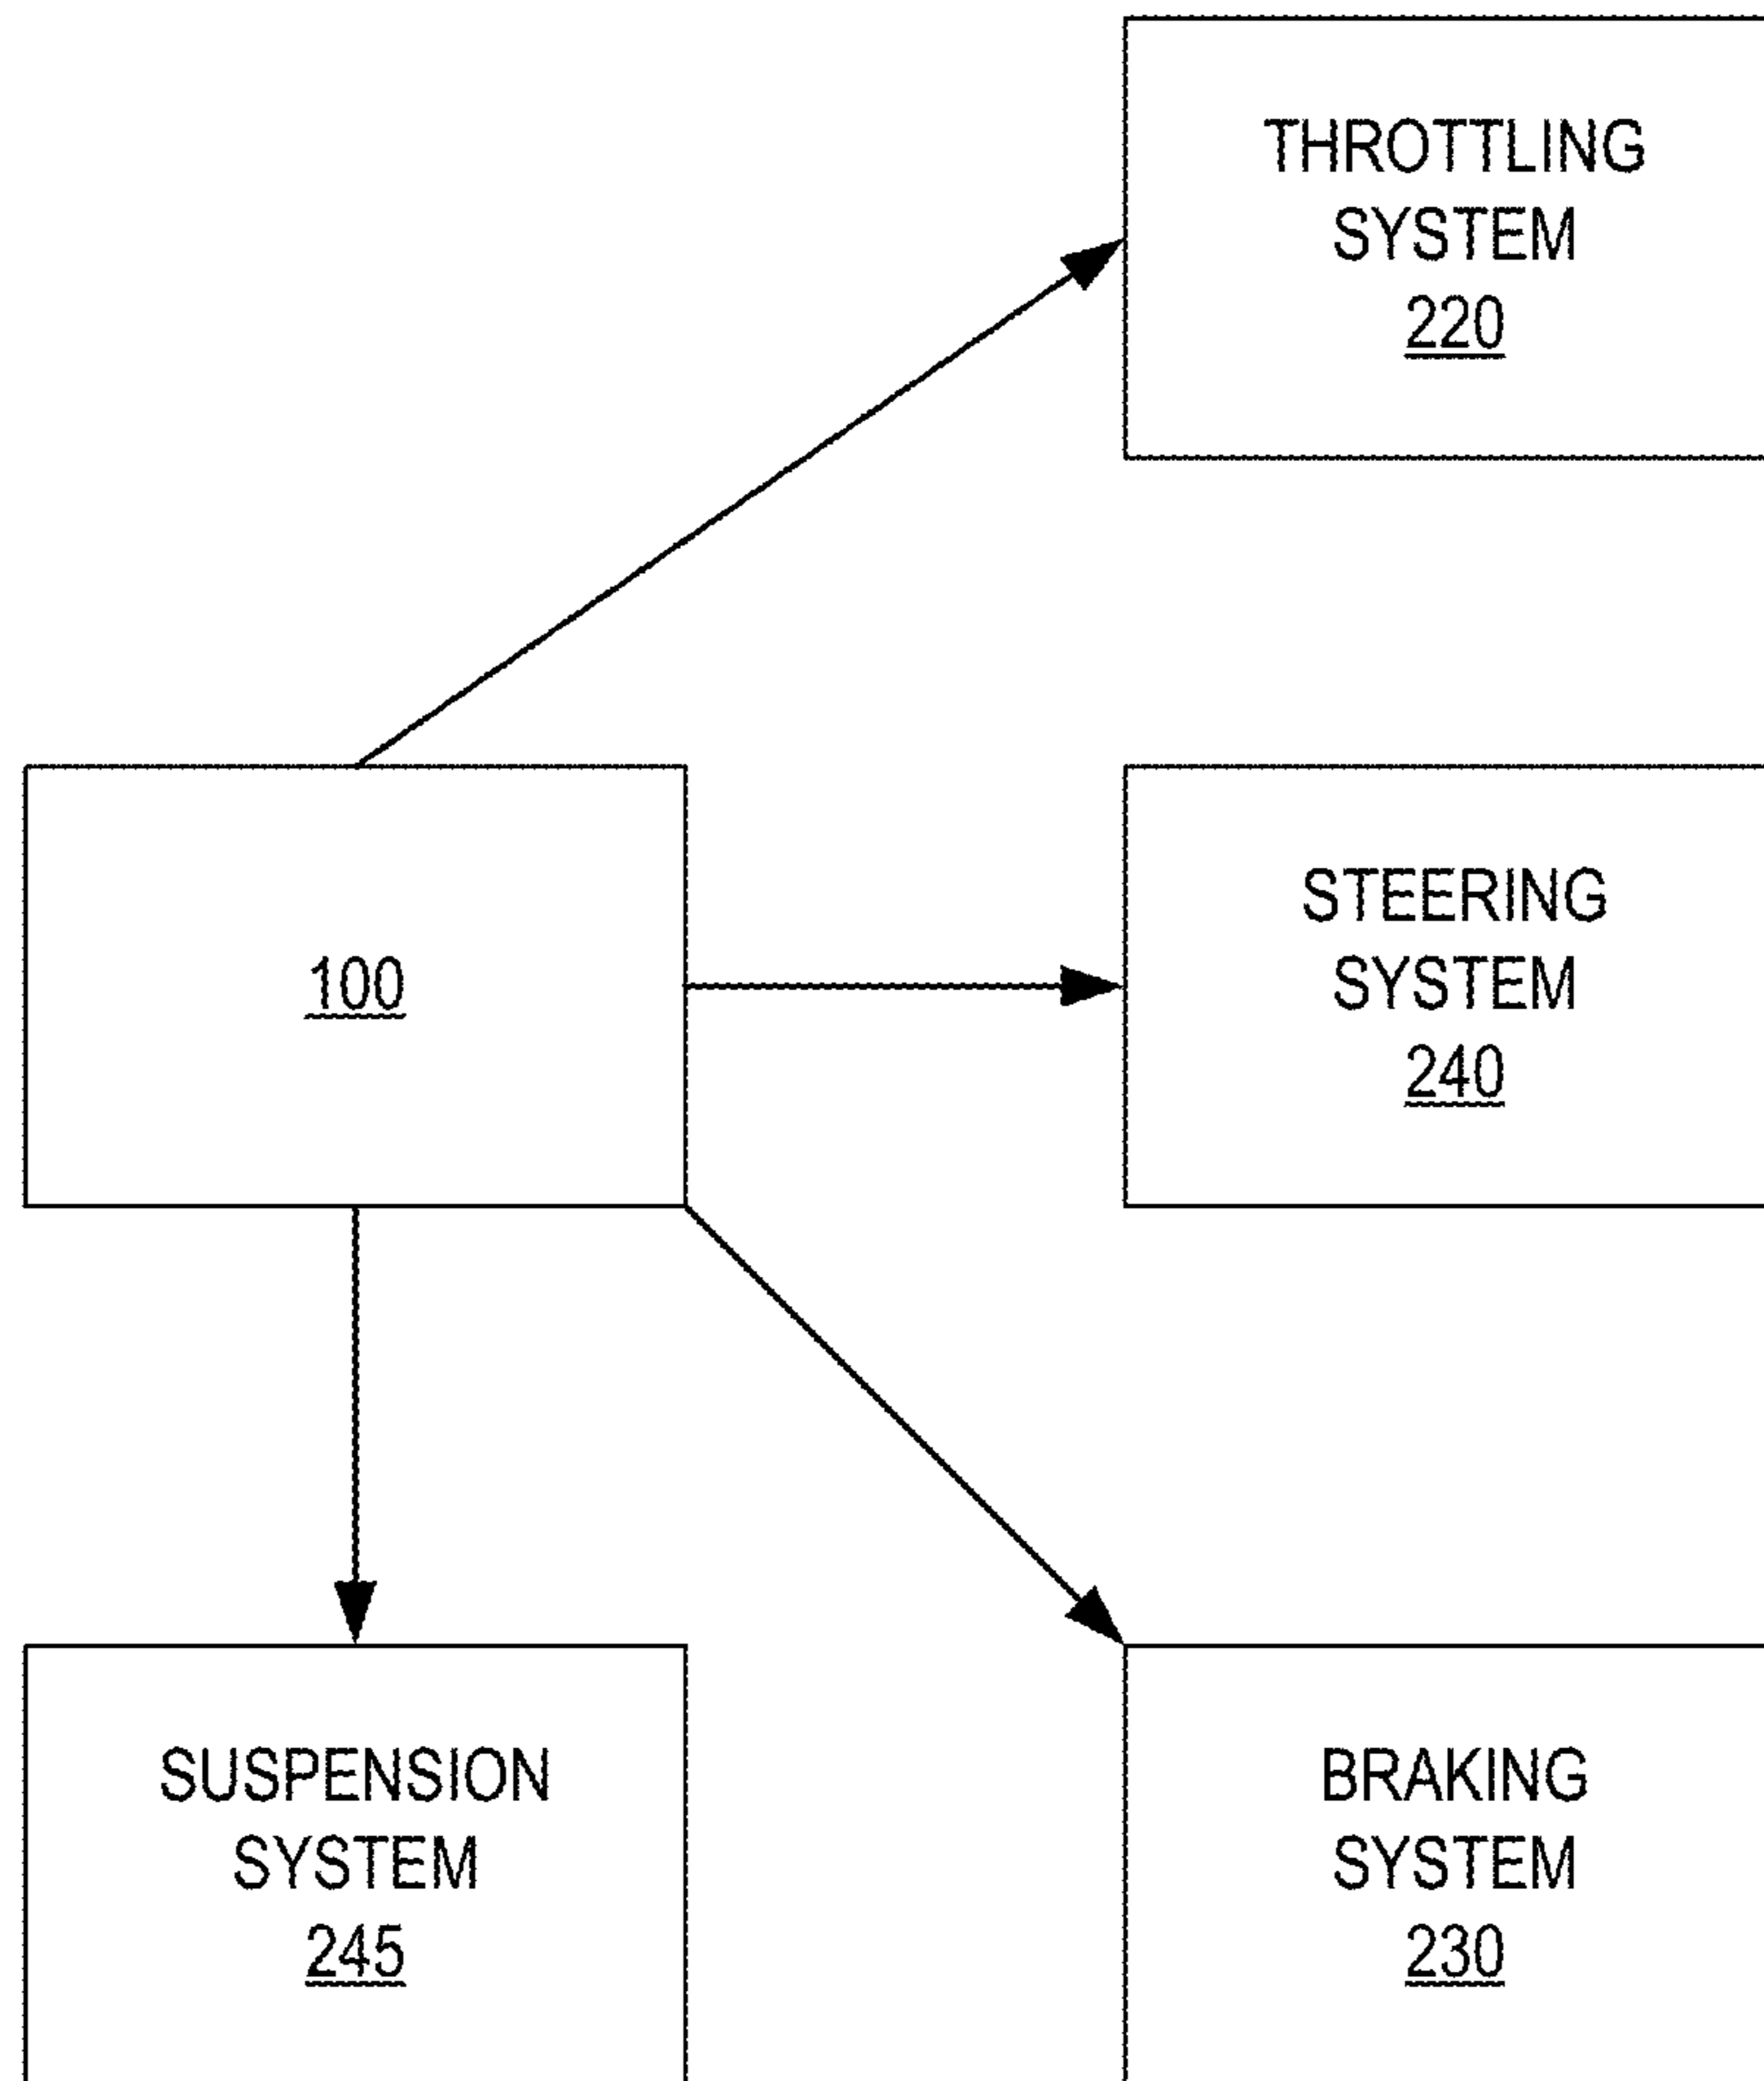 THROTTLING
SYSTEM
220
100
STEERING
SYSTEM
240
SUSPENSION
SYSTEM
245
BRAKING
SYSTEM
230